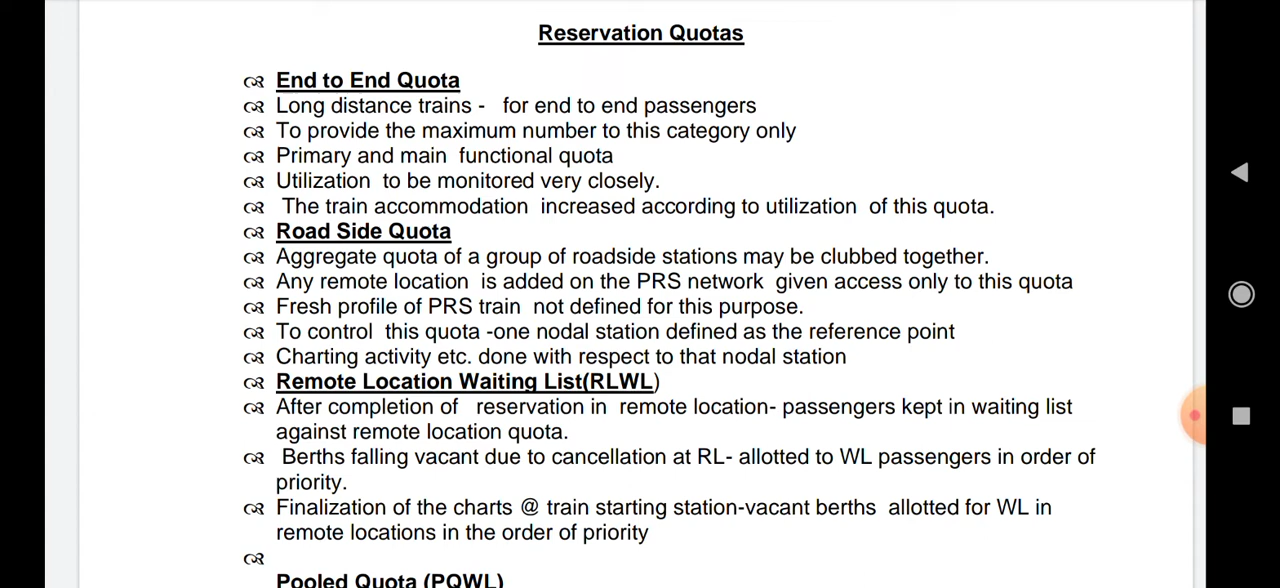 Reservation Quotas
End to End Quota
Long distance trains - for end to end passengers
To provide the maximum number to this category only
Primary and main functional quota
Utilization to be monitored very closely.
The train accommodation increased according to utilization of this quota.
Road Side Quota
Aggregate quota of a group of roadside stations may be clubbed together.
Any remote location is added on the PRS network given access only to this quota
Fresh profile of PRS train not defined for this purpose.
To control this quota -one nodal station defined as the reference point
Charting activity etc. done with respect to that nodal station
Remote Location Waiting List(RLWL)
After completion of reservation in remote location- passengers kept in waiting list
against remote location quota.
Berths falling vacant due to cancellation at RL- allotted to WL passengers in order of
priority.
Finalization of the charts @ train starting station-vacant berths allotted for WL in
remote locations in the order of priority
Pooled Quota (PQWL)